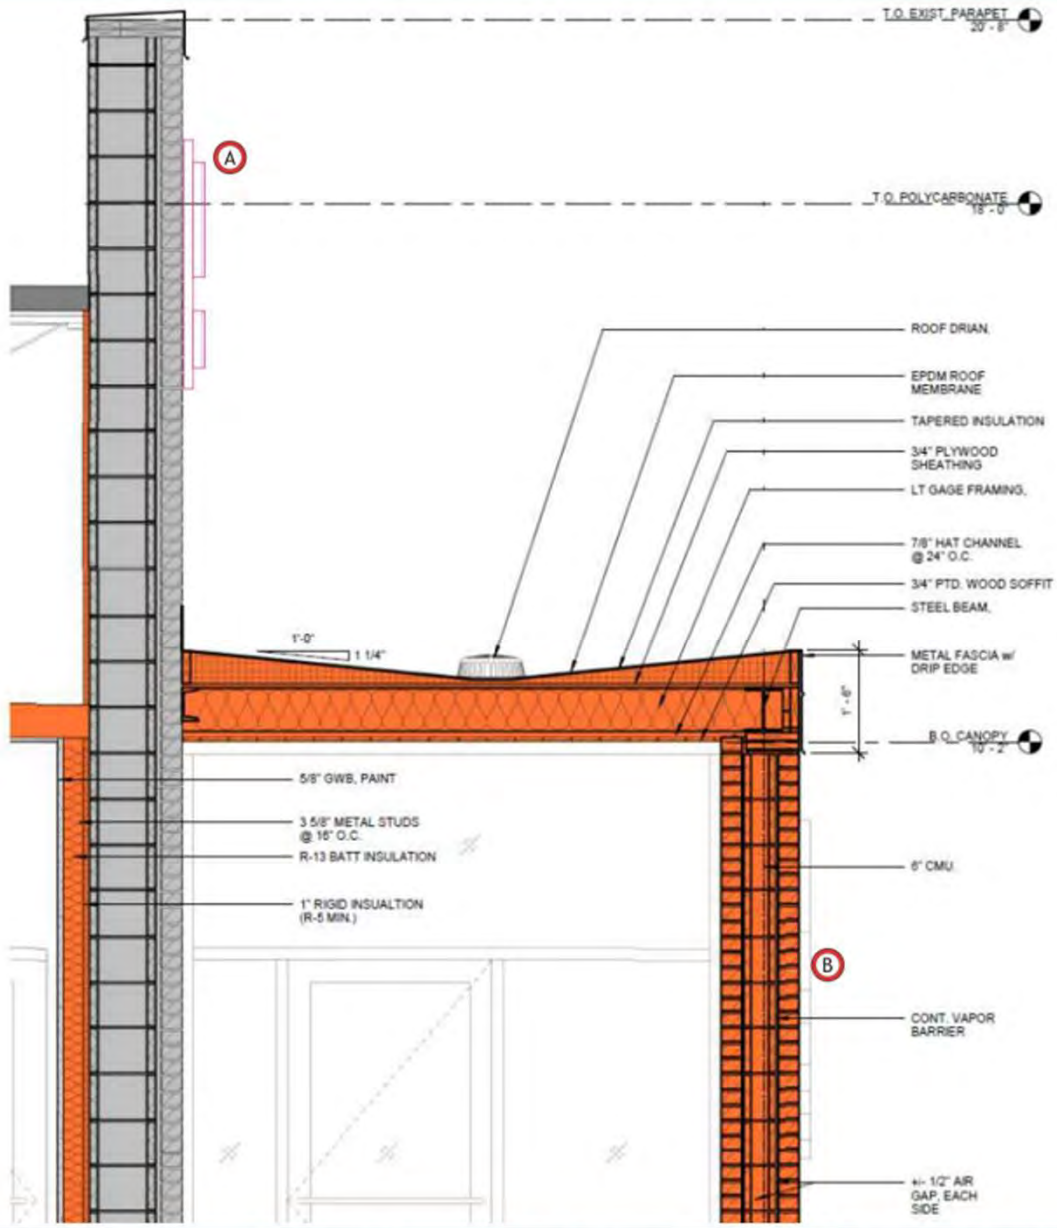 T.O. EXIST. PARAPET
20' - 8"
A
T.O. POLYCARBONATE
18' - 0"
ROOF DRIAN,
EPDM ROOF
MEMBRANE
TAPERED INSULATION
3/4" PLYWOOD
SHEATHING
LT GAGE FRAMING,
7/8" HAT CHANNEL
@ 24" O.C.
3/4" PTD. WOOD SOFFIT
STEEL BEAM,
1'-0"
1 1/4"
METAL FASCIA w/
DRIP EDGE
1' - 6"
B.O. CANOPY
10' - 2"
5/8" GWB, PAINT
3 5/8" METAL STUDS
@ 16" O.C.
R-13 BATT INSULATION
6" CMU
1" RIGID INSUALTION
(R-5 MIN.)
B
CONT. VAPOR
BARRIER
+/- 1/2" AIR
GAP, EACH
SIDE